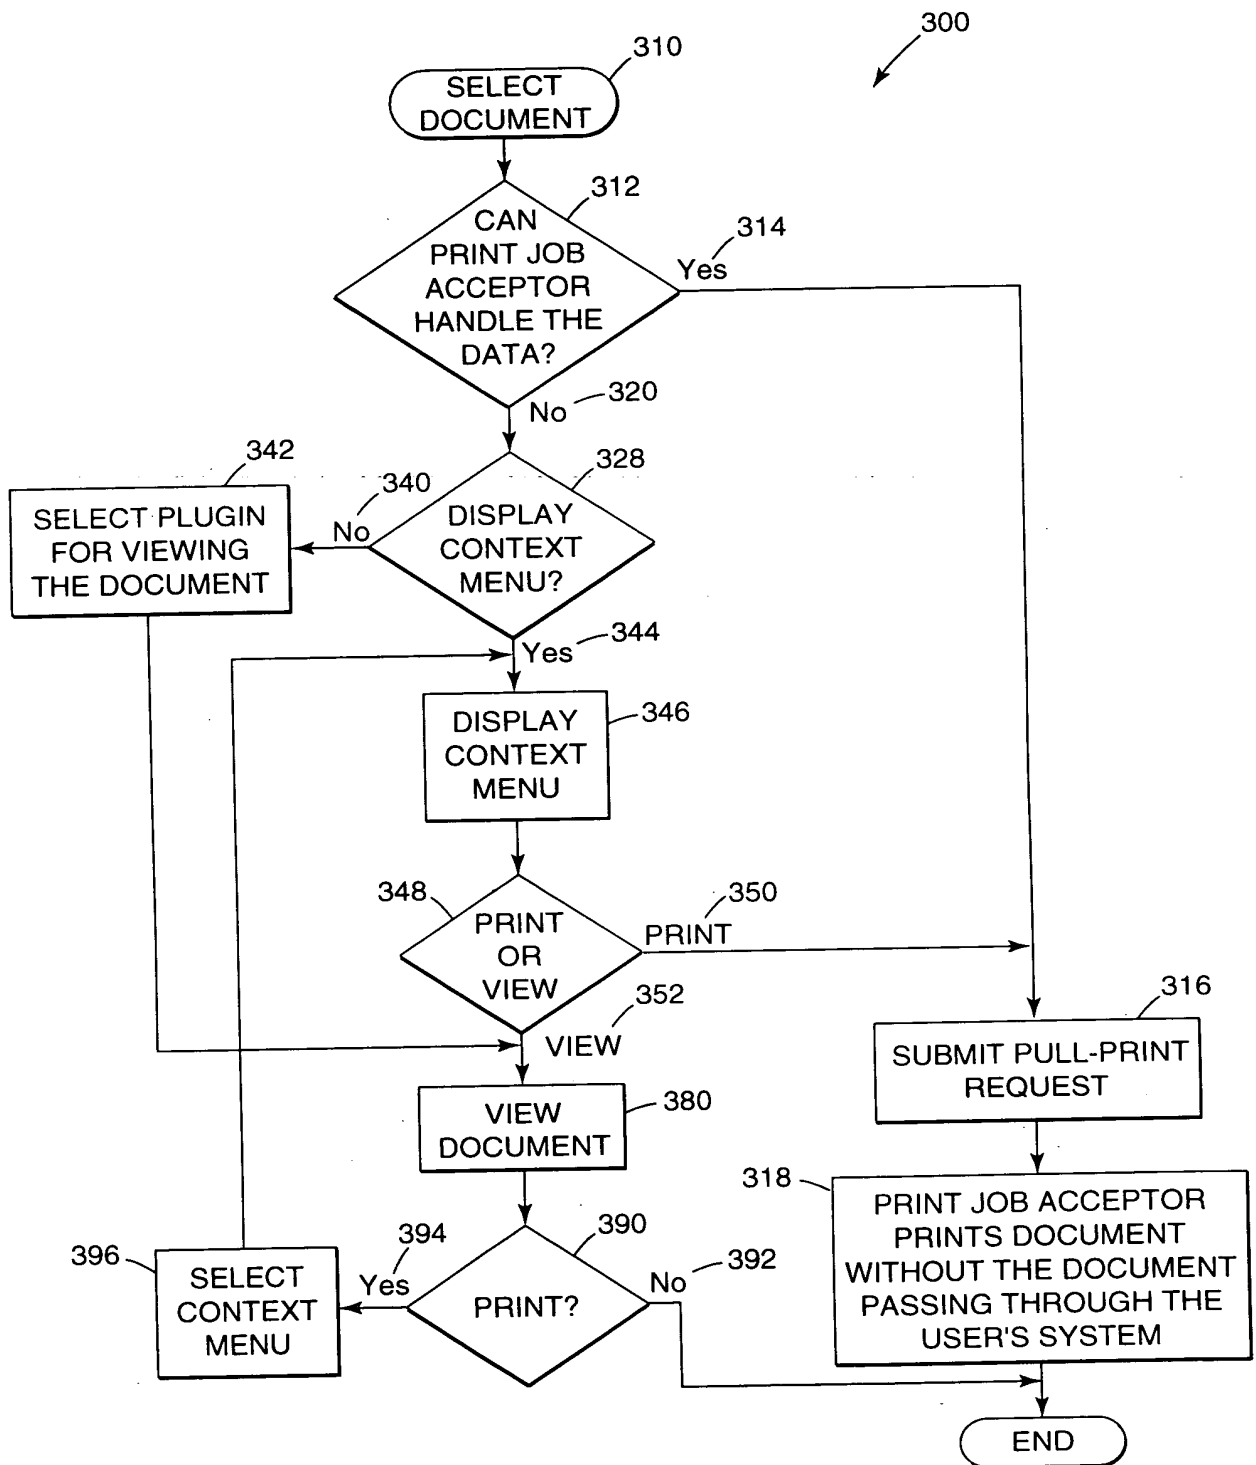 300
310
SELECT
DOCUMENT
312
CAN
PRINT JOB
ACCEPTOR
HANDLE THE
DATA?
314
Yes
320
No
328
DISPLAY
CONTEXT
MENU?
340
No
342
SELECT PLUGIN
FOR VIEWING
THE DOCUMENT
344
Yes
346
DISPLAY
CONTEXT
MENU
348
PRINT
OR
VIEW
350
PRINT
352
VIEW
316
SUBMIT PULL-PRINT
REQUEST
380
VIEW
DOCUMENT
318
PRINT JOB ACCEPTOR
PRINTS DOCUMENT
WITHOUT THE DOCUMENT
PASSING THROUGH THE
USER'S SYSTEM
390
PRINT?
394
Yes
392
No
396
SELECT
CONTEXT
MENU
END